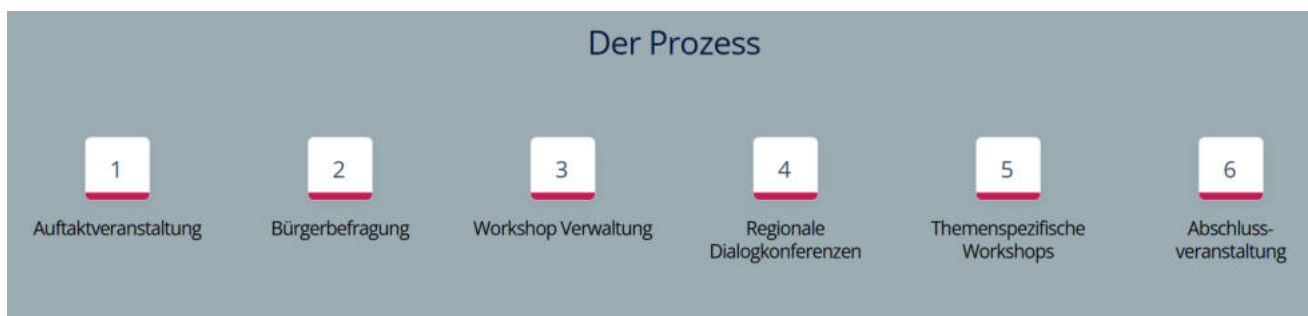 Der Prozess
1
2
3
4
5
6
Auftaktveranstaltung
Bürgerbefragung
Workshop Verwaltung
Regionale
Dialogkonferenzen
Themenspezifische
Workshops
Abschluss-
veranstaltung